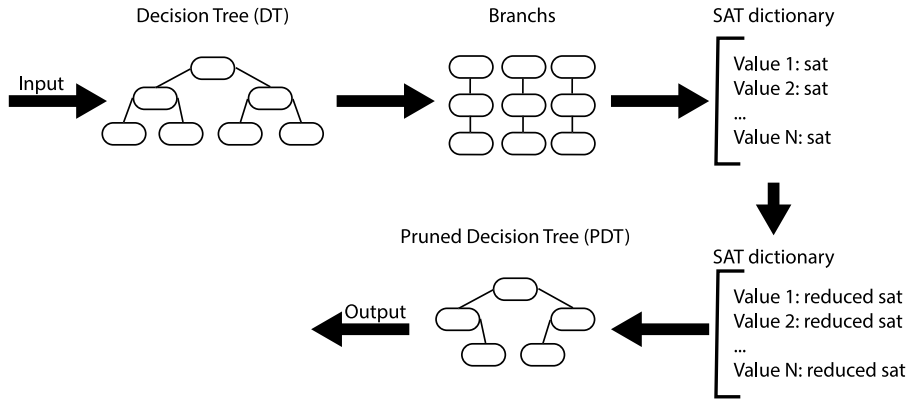 Decision Tree (DT)
Branchs
SAT dictionary
Input
Value 1: sat
Value 2: sat
...
Value N: sat
Pruned Decision Tree (PDT)
SAT dictionary
Output
Value 1: reduced sat
Value 2: reduced sat
...
Value N: reduced sat